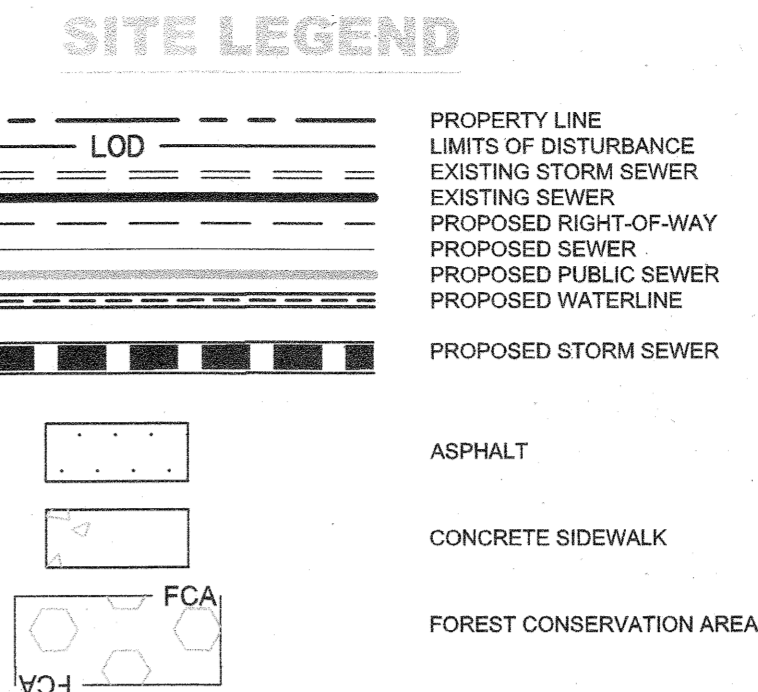 SITE LEGEND
PROPERTY LINE
LOD LIMITS OF DISTURBANCE
EXISTING STORM SEWER
EXISTING SEWER
PROPOSED RIGHT-OF-WAY
PROPOSED SEWER
PROPOSED PUBLIC SEWER
PROPOSED WATERLINE
PROPOSED STORM SEWER
ASPHALT
CONCRETE SIDEWALK
FCA
FOREST CONSERVATION AREA
FCA